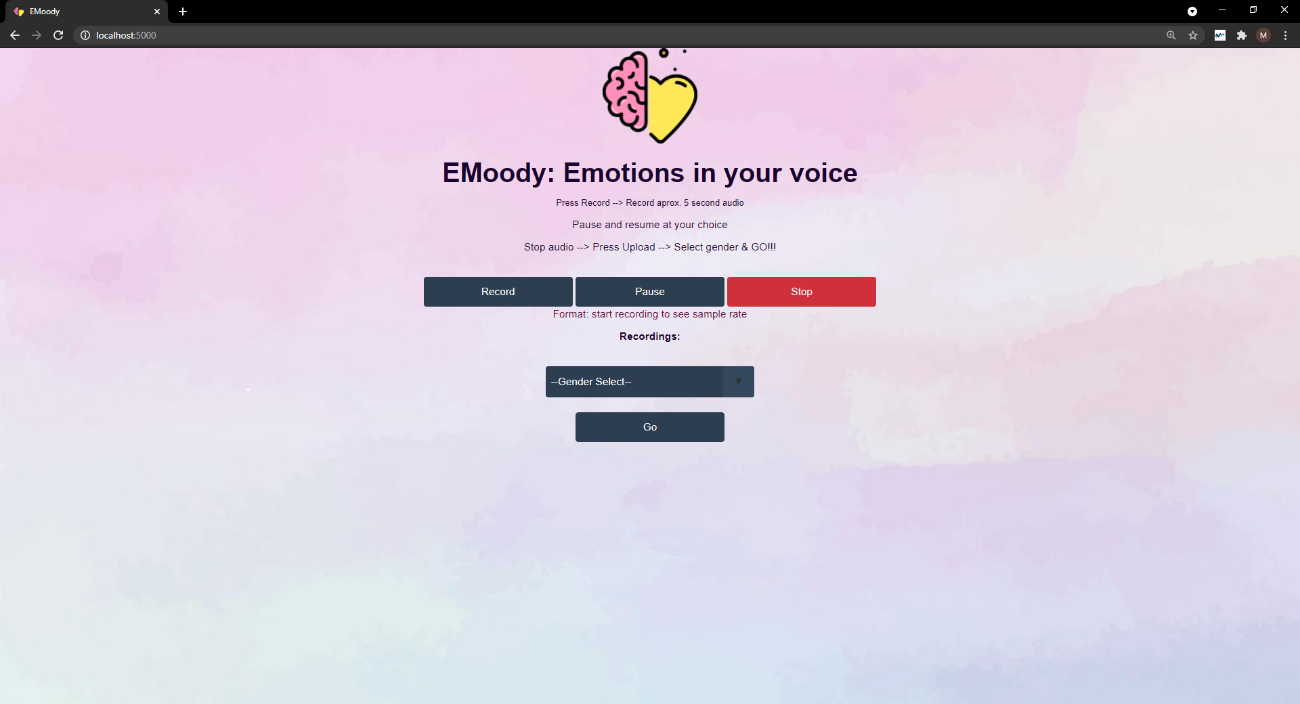 EMoody
localhost:5000
M
EMoody: Emotions in your voice
Press Record --> Record aprox. 5 second audio
Pause and resume at your choice
Stop audio --> Press Upload --> Select gender & GO!!!
Record Pause Stop
Format: start recording to see sample rate
Recordings:
--Gender Select--
Go